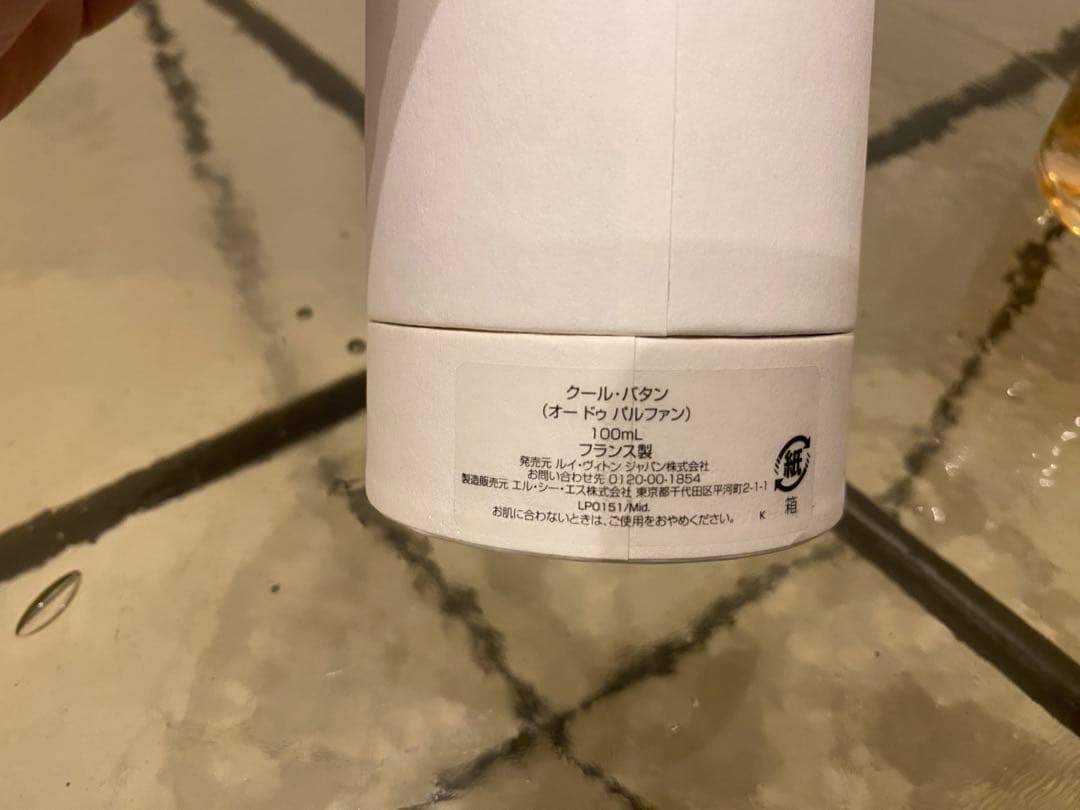 クール・バタン
（オー ドゥ パルファン）
100mL
フランス製
発売元 ルイ・ヴィトン ジャパン株式会社
お問い合わせ先 0120-00-1854
製造販売元 エル・シー・エス株式会社 東京都千代田区平河町2-1-1
LP0151/Mid.
お肌に合わないときは、ご使用をおやめください。
K
紙
箱